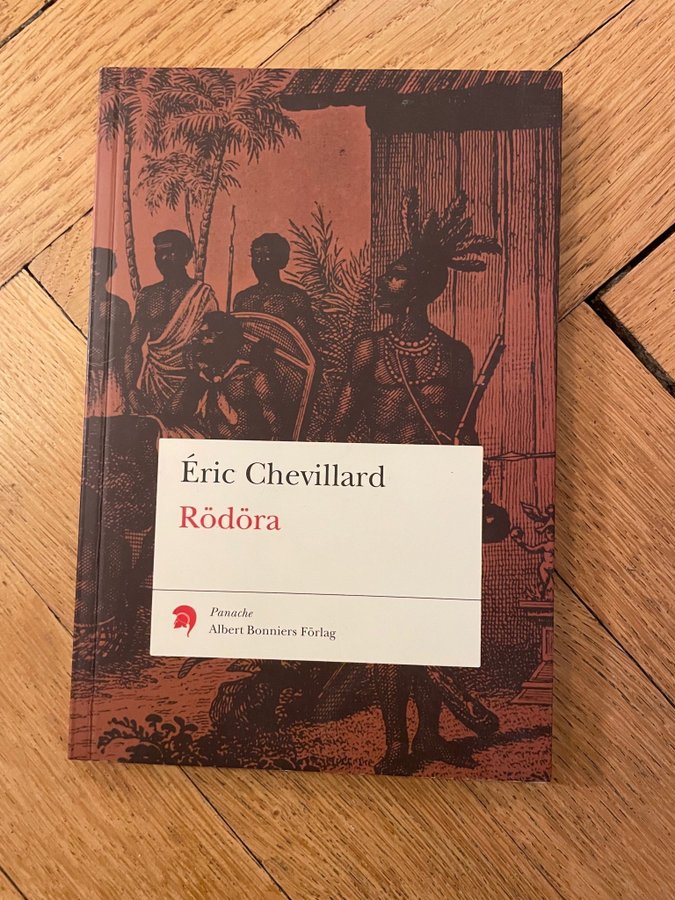 Éric Chevillard
Rödöra
Panache
Albert Bonniers Förlag